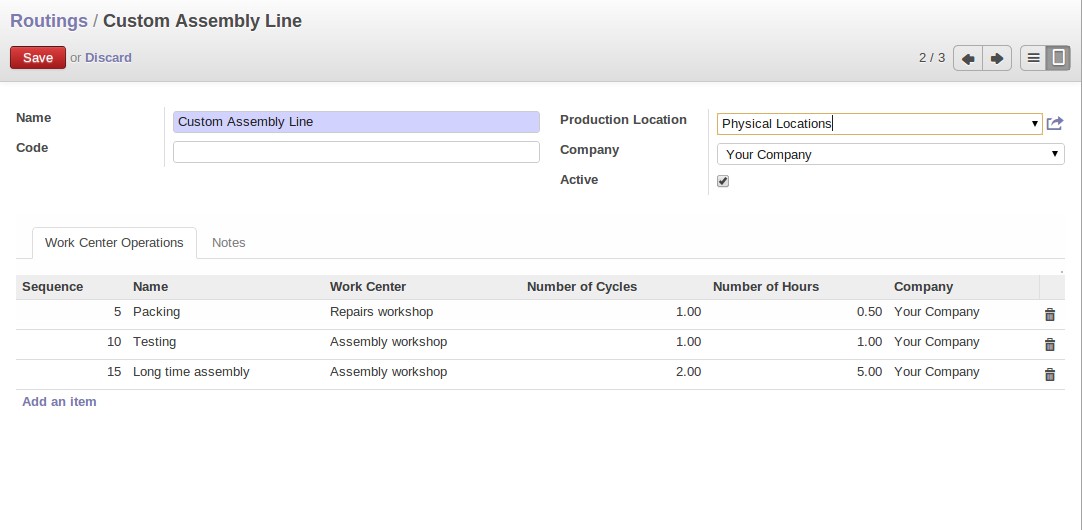 Routings / Custom Assembly Line
Save or Discard
2 / 3
Name
Custom Assembly Line
Code
Production Location
Physical Locations
Company
Your Company
Active
Work Center Operations
Notes
Sequence Name Work Center Number of Cycles Number of Hours Company
5 Packing Repairs workshop 1.00 0.50 Your Company
10 Testing Assembly workshop 1.00 1.00 Your Company
15 Long time assembly Assembly workshop 2.00 5.00 Your Company
Add an item